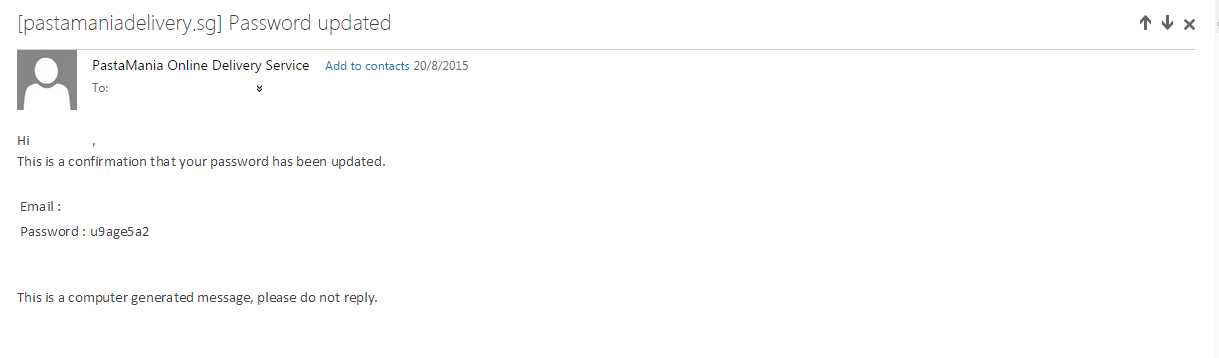 [pastamaniadelivery.sg] Password updated
PastaMania Online Delivery Service Add to contacts 20/8/2015
To:
Hi ,
This is a confirmation that your password has been updated.
Email :
Password : u9age5a2
This is a computer generated message, please do not reply.